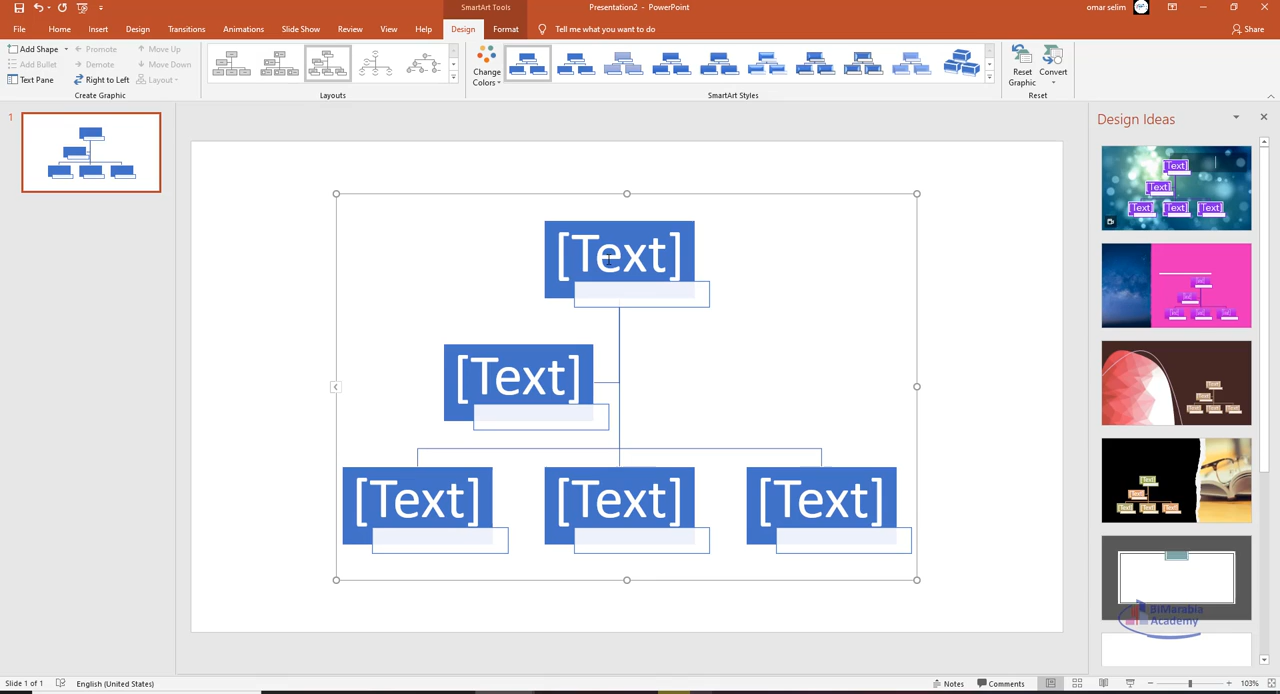 SmartArt Tools
Presentation2 - PowerPoint
omar selim
File Home Insert Design Transitions Animations Slide Show Review View Help Design Format Tell me what you want to do Share
Add Shape Promote Move Up
Add Bullet Demote Move Down
Text Pane Right to Left Layout
Create Graphic
Layouts
Change Colors
SmartArt Styles
Reset Graphic
Convert
Reset
1
Design Ideas
[Text]
[Text]
[Text] [Text] [Text]
[Text]
[Text]
[Text] [Text] [Text]
BiMarabia
Academy
Slide 1 of 1 English (United States) Notes Comments 103%